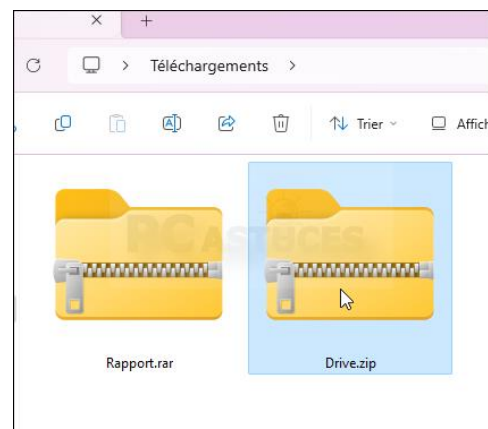 Téléchargements
Trier
Affich
PC ASTUCES
Rapport.rar
Drive.zip